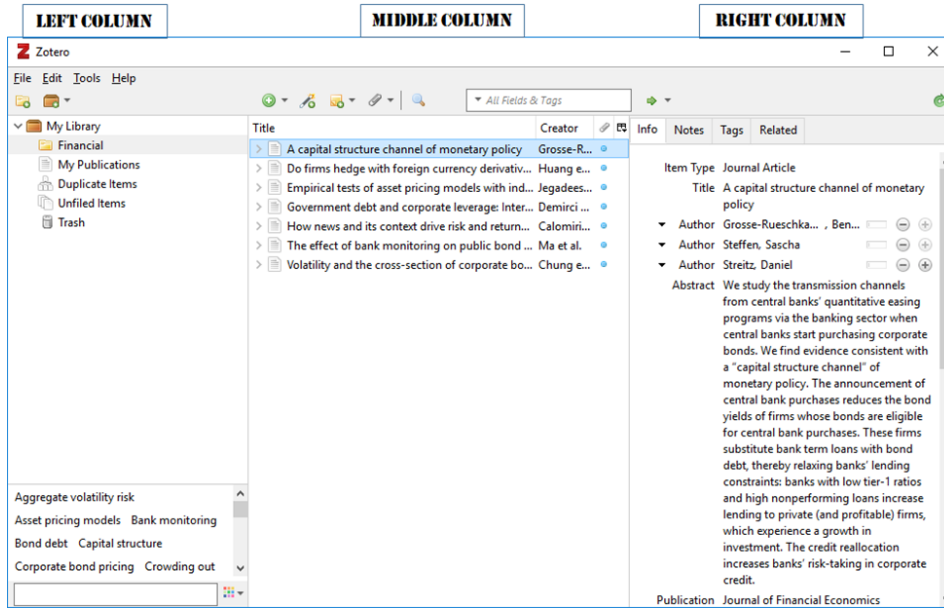 LEFT COLUMN
MIDDLE COLUMN
RIGHT COLUMN
Zotero
File Edit Tools Help
All Fields & Tags
My Library
Financial
My Publications
Duplicate Items
Unfiled Items
Trash
Aggregate volatility risk
Asset pricing models Bank monitoring
Bond debt Capital structure
Corporate bond pricing Crowding out
Title Creator
A capital structure channel of monetary policy Grosse-R...
Do firms hedge with foreign currency derivativ... Huang e...
Empirical tests of asset pricing models with ind... Jegadees...
Government debt and corporate leverage: Inter... Demirci ...
How news and its context drive risk and return... Calomiri...
The effect of bank monitoring on public bond ... Ma et al.
Volatility and the cross-section of corporate bo... Chung e...
Info Notes Tags Related
Item Type Journal Article
Title A capital structure channel of monetary
policy
Author Grosse-Rueschka... , Ben...
Author Steffen, Sascha
Author Streitz, Daniel
Abstract We study the transmission channels
from central banks' quantitative easing
programs via the banking sector when
central banks start purchasing corporate
bonds. We find evidence consistent with
a "capital structure channel" of
monetary policy. The announcement of
central bank purchases reduces the bond
yields of firms whose bonds are eligible
for central bank purchases. These firms
substitute bank term loans with bond
debt, thereby relaxing banks' lending
constraints: banks with low tier-1 ratios
and high nonperforming loans increase
lending to private (and profitable) firms,
which experience a growth in
investment. The credit reallocation
increases banks' risk-taking in corporate
credit.
Publication Journal of Financial Economics